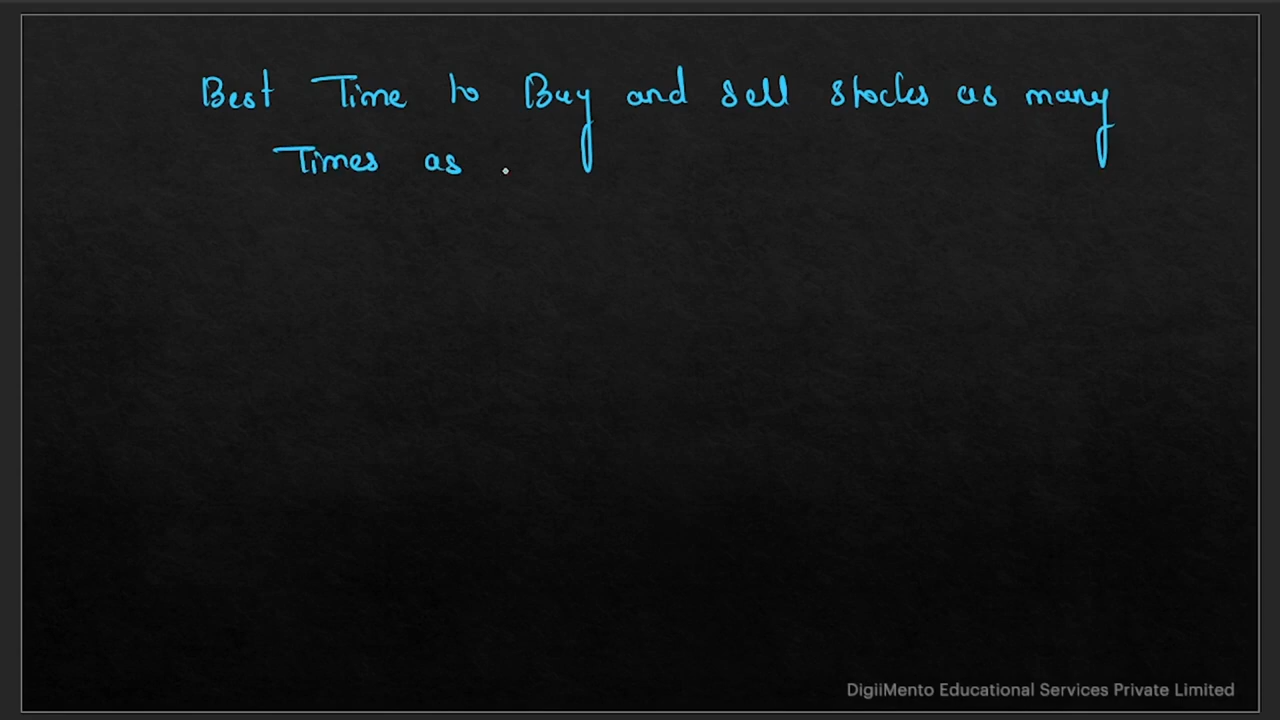 Best Time to Buy and sell stocks as many
Times as
DigiiMento Educational Services Private Limited